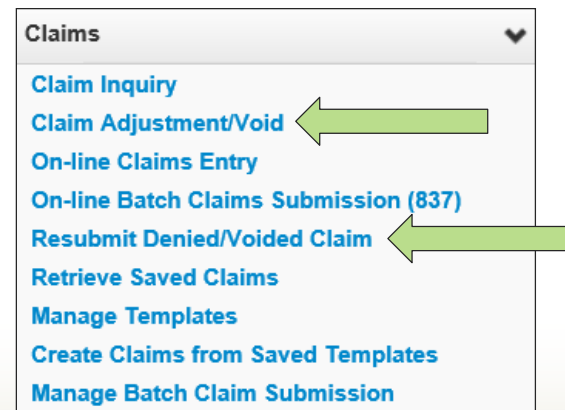 Claims
Claim Inquiry
Claim Adjustment/Void
On-line Claims Entry
On-line Batch Claims Submission (837)
Resubmit Denied/Voided Claim
Retrieve Saved Claims
Manage Templates
Create Claims from Saved Templates
Manage Batch Claim Submission